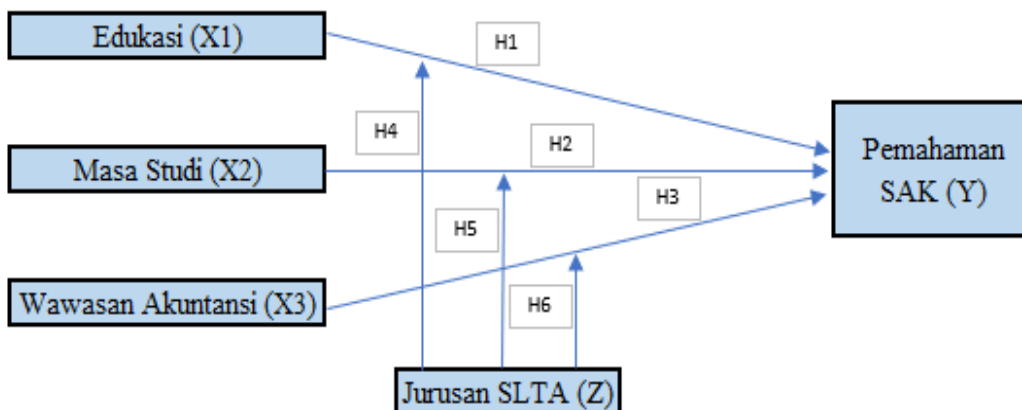 Edukasi (X1)
H1
H4
H2
Masa Studi (X2)
Pemahaman
SAK (Y)
H3
H5
Wawasan Akuntansi (X3)
H6
Jurusan SLTA (Z)